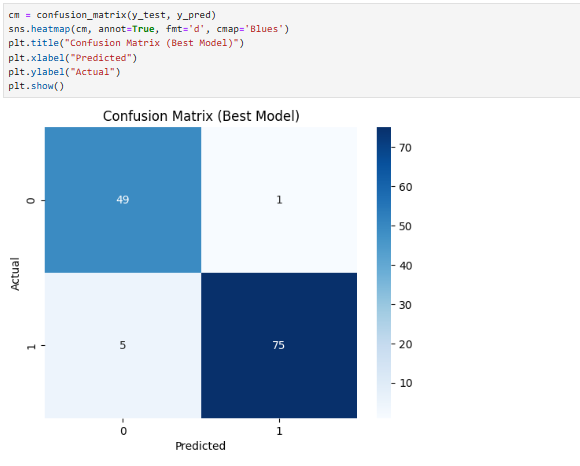 cm = confusion_matrix(y_test, y_pred)
sns.heatmap(cm, annot=True, fmt='d', cmap='Blues')
plt.title("Confusion Matrix (Best Model)")
plt.xlabel("Predicted")
plt.ylabel("Actual")
plt.show()
Confusion Matrix (Best Model)
49 1
5 75
0
1
Actual
0 1
Predicted
70
60
50
40
30
20
10